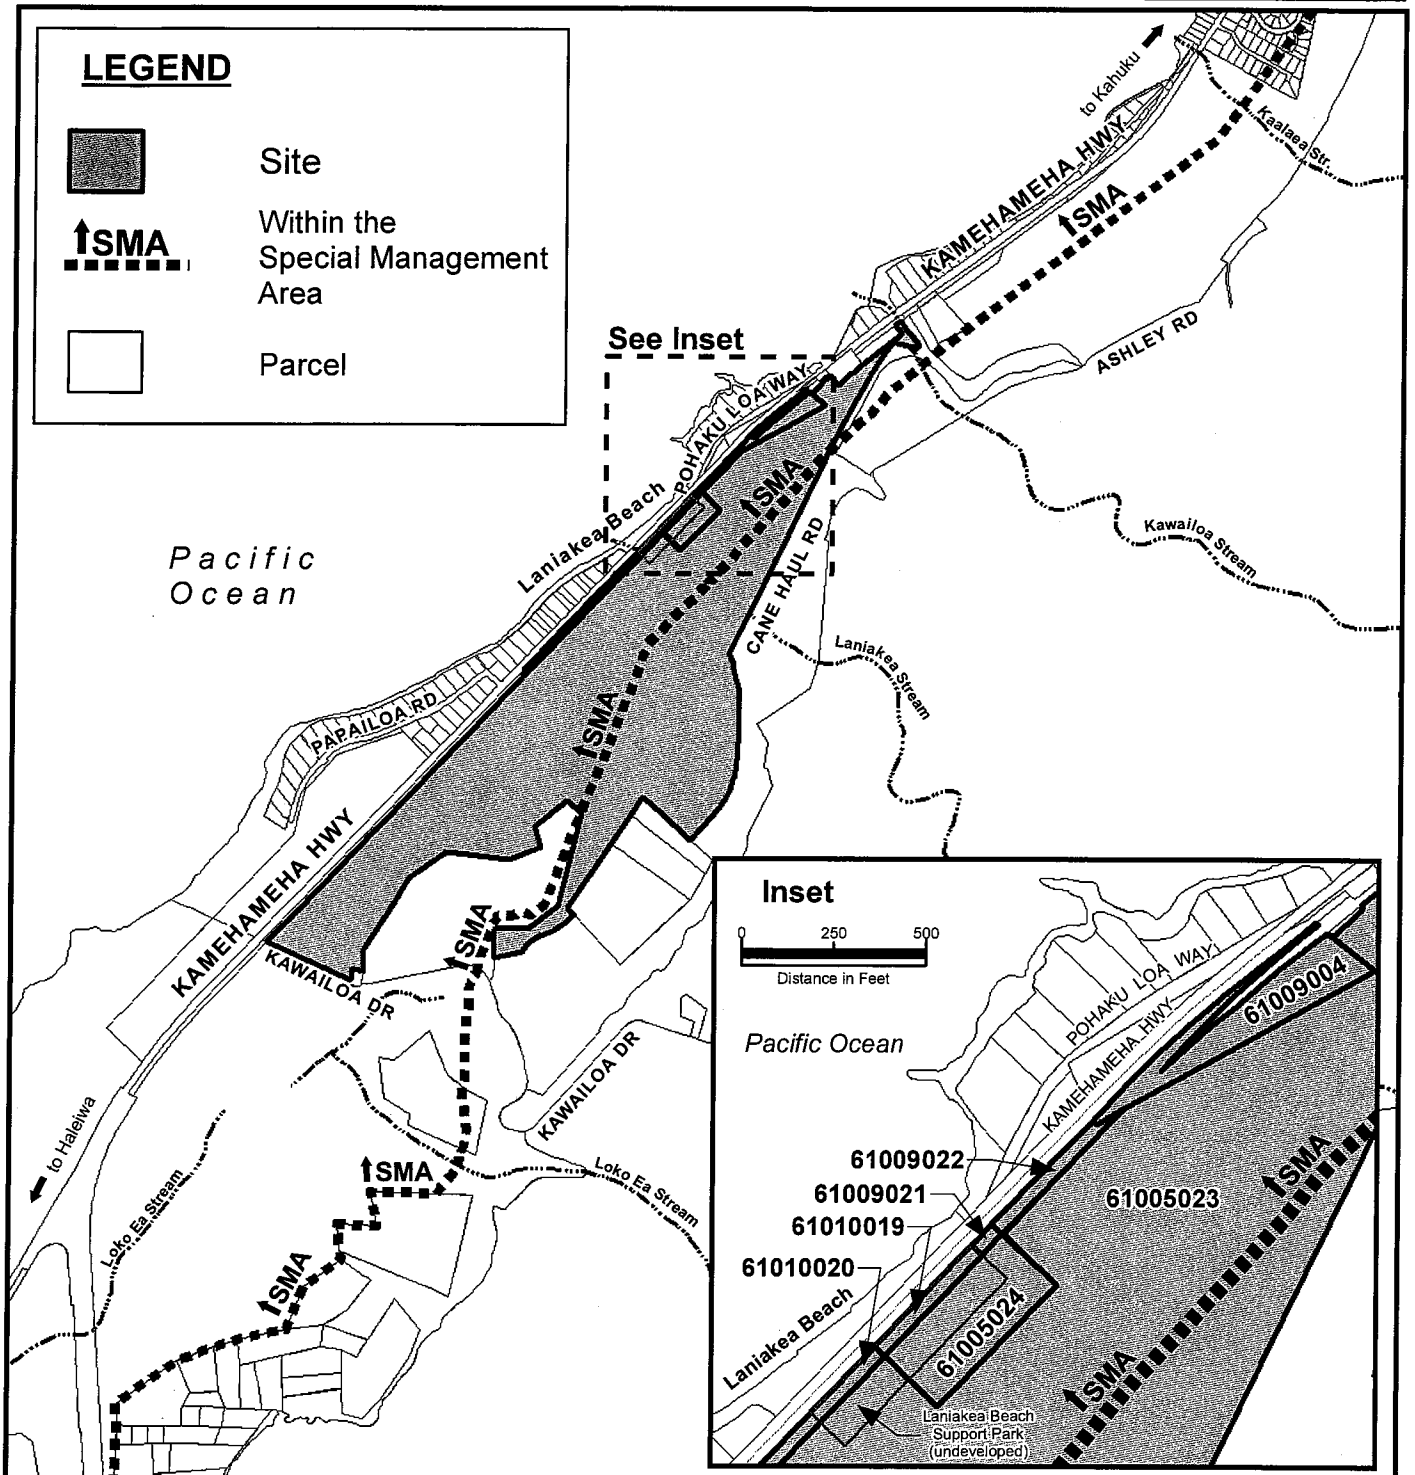 LEGEND
Site
SMA
Within the
Special Management
Area
Parcel
to Kahuku
Kaalaea Str.
KAMEHAMEHA HWY
SMA
ASHLEY RD
See Inset
POHAKU LOA WAY
SMA
Laniakea Beach
CANE HAUL RD
Kawailoa Stream
Pacific
Ocean
Laniakea Stream
PAPAILOA RD
SMA
KAMEHAMEHA HWY
SMA
KAWAILOA DR
KAWAILOA DR
to Haleiwa
Loko Ea Stream
SMA
Loko Ea Stream
SMA
Inset
0 250 500
Distance in Feet
Pacific Ocean
POHAKU LOA WAY
KAMEHAMEHA HWY
61009004
61009022
61009021
61010019
61010020
61005023
SMA
61005024
Laniakea Beach
SMA
Laniakea Beach
Support Park
(undeveloped)